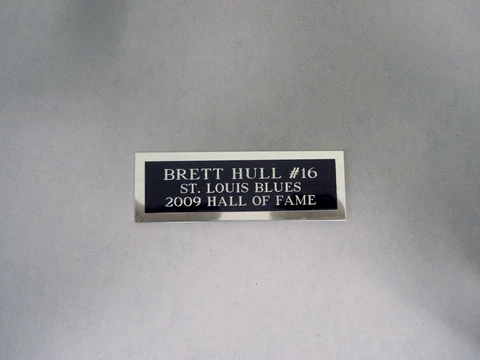 BRETT HULL #16
ST. LOUIS BLUES
2009 HALL OF FAME